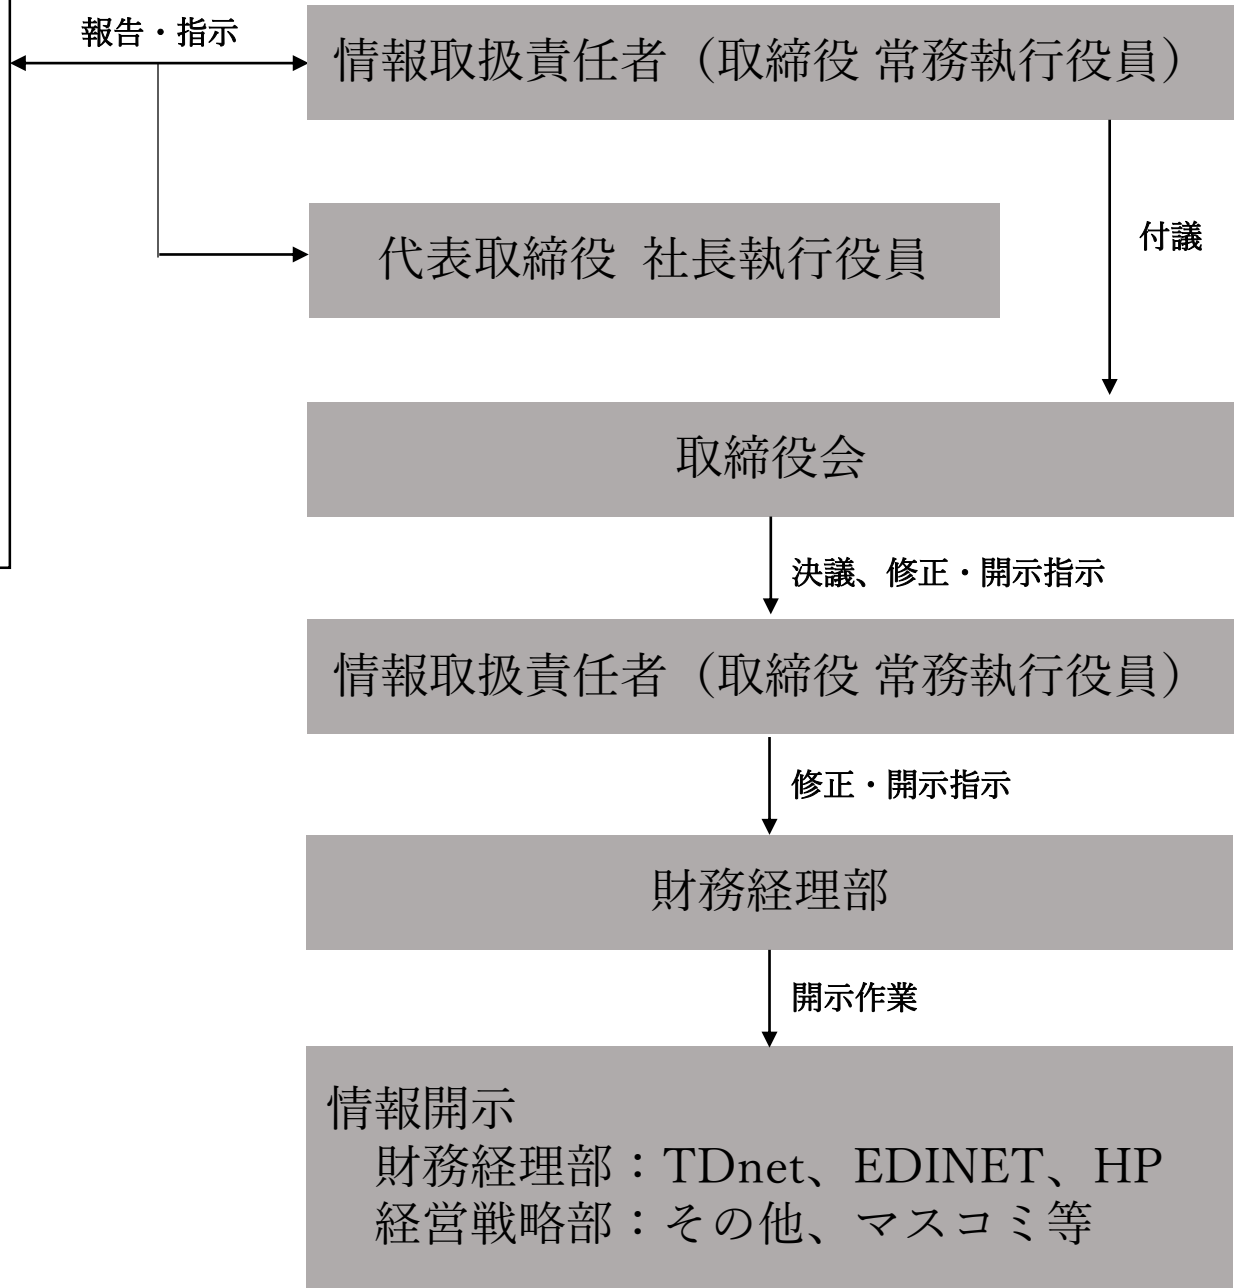 報告・指示
情報取扱責任者（取締役 常務執行役員）
代表取締役 社長執行役員
付議
取締役会
決議、修正・開示指示
情報取扱責任者（取締役 常務執行役員）
修正・開示指示
財務経理部
開示作業
情報開示
財務経理部：TDnet、EDINET、HP
経営戦略部：その他、マスコミ等